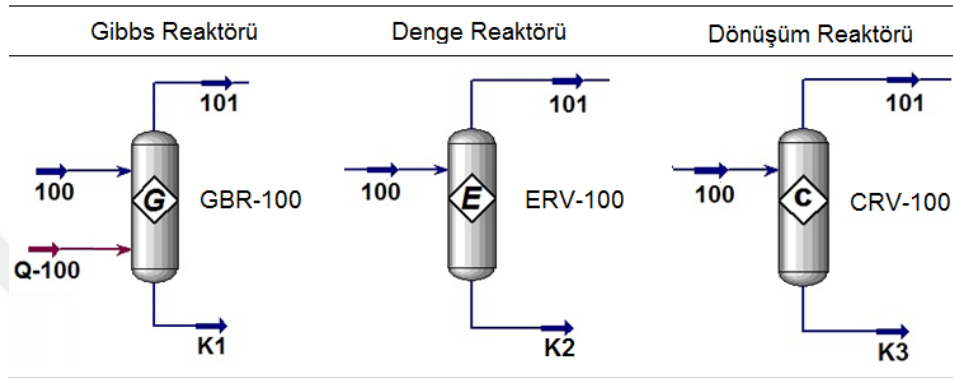 Gibbs Reaktörü
Denge Reaktörü
Dönüşüm Reaktörü
101
100
G
GBR-100
Q-100
K1
101
100
E
ERV-100
K2
101
100
C
CRV-100
K3